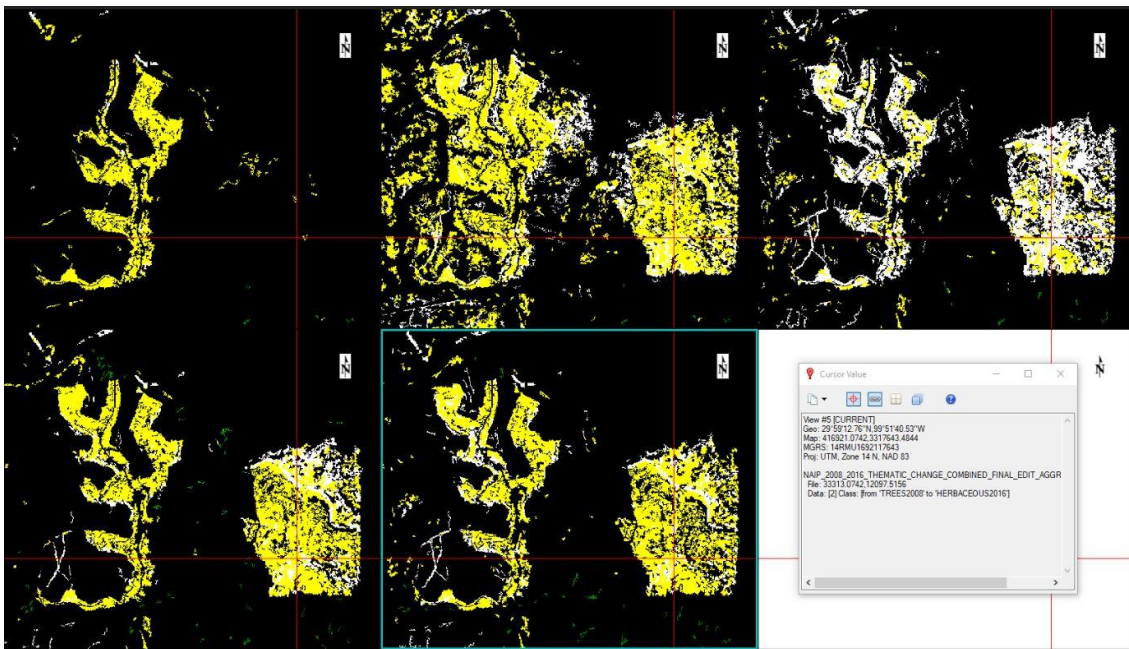 N
N
N
N
N
N
Cursor Value
View #5 [CURRENT]
Geo: 29°59'12.76"N,99°51'40.53"W
Map: 416921.0742,3317643.4844
MGRS: 14RMU1692117643
Proj: UTM, Zone 14 N, NAD 83
NAIP_2008_2016_THEMATIC_CHANGE_COMBINED_FINAL_EDIT_AGGR
File: 33313.0742,12097.5156
Data: [2] Class: [from 'TREES2008' to 'HERBACEOUS2016']